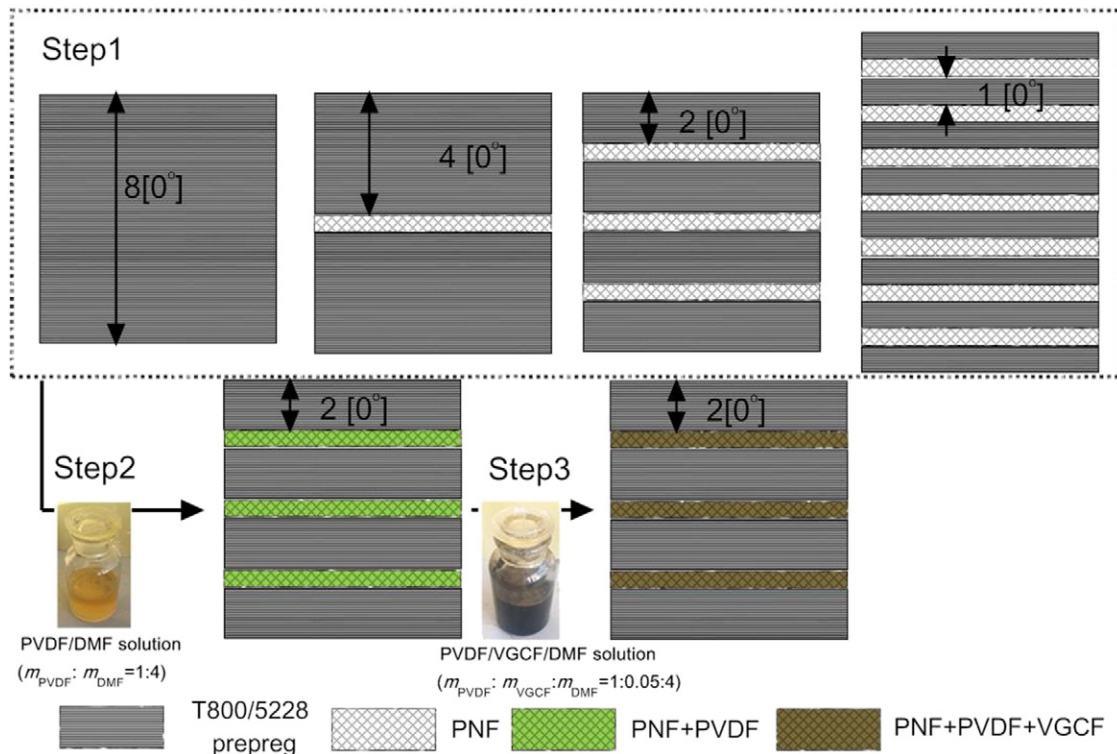 Step1
8[0°]
4 [0°]
2 [0°]
1 [0°]
Step2
2 [0°]
Step3
2[0°]
PVDF/DMF solution
(mPVDF: mDMF=1:4)
PVDF/VGCF/DMF solution
(mPVDF: mVGCF:mDMF=1:0.05:4)
T800/5228
prepreg
PNF
PNF+PVDF
PNF+PVDF+VGCF